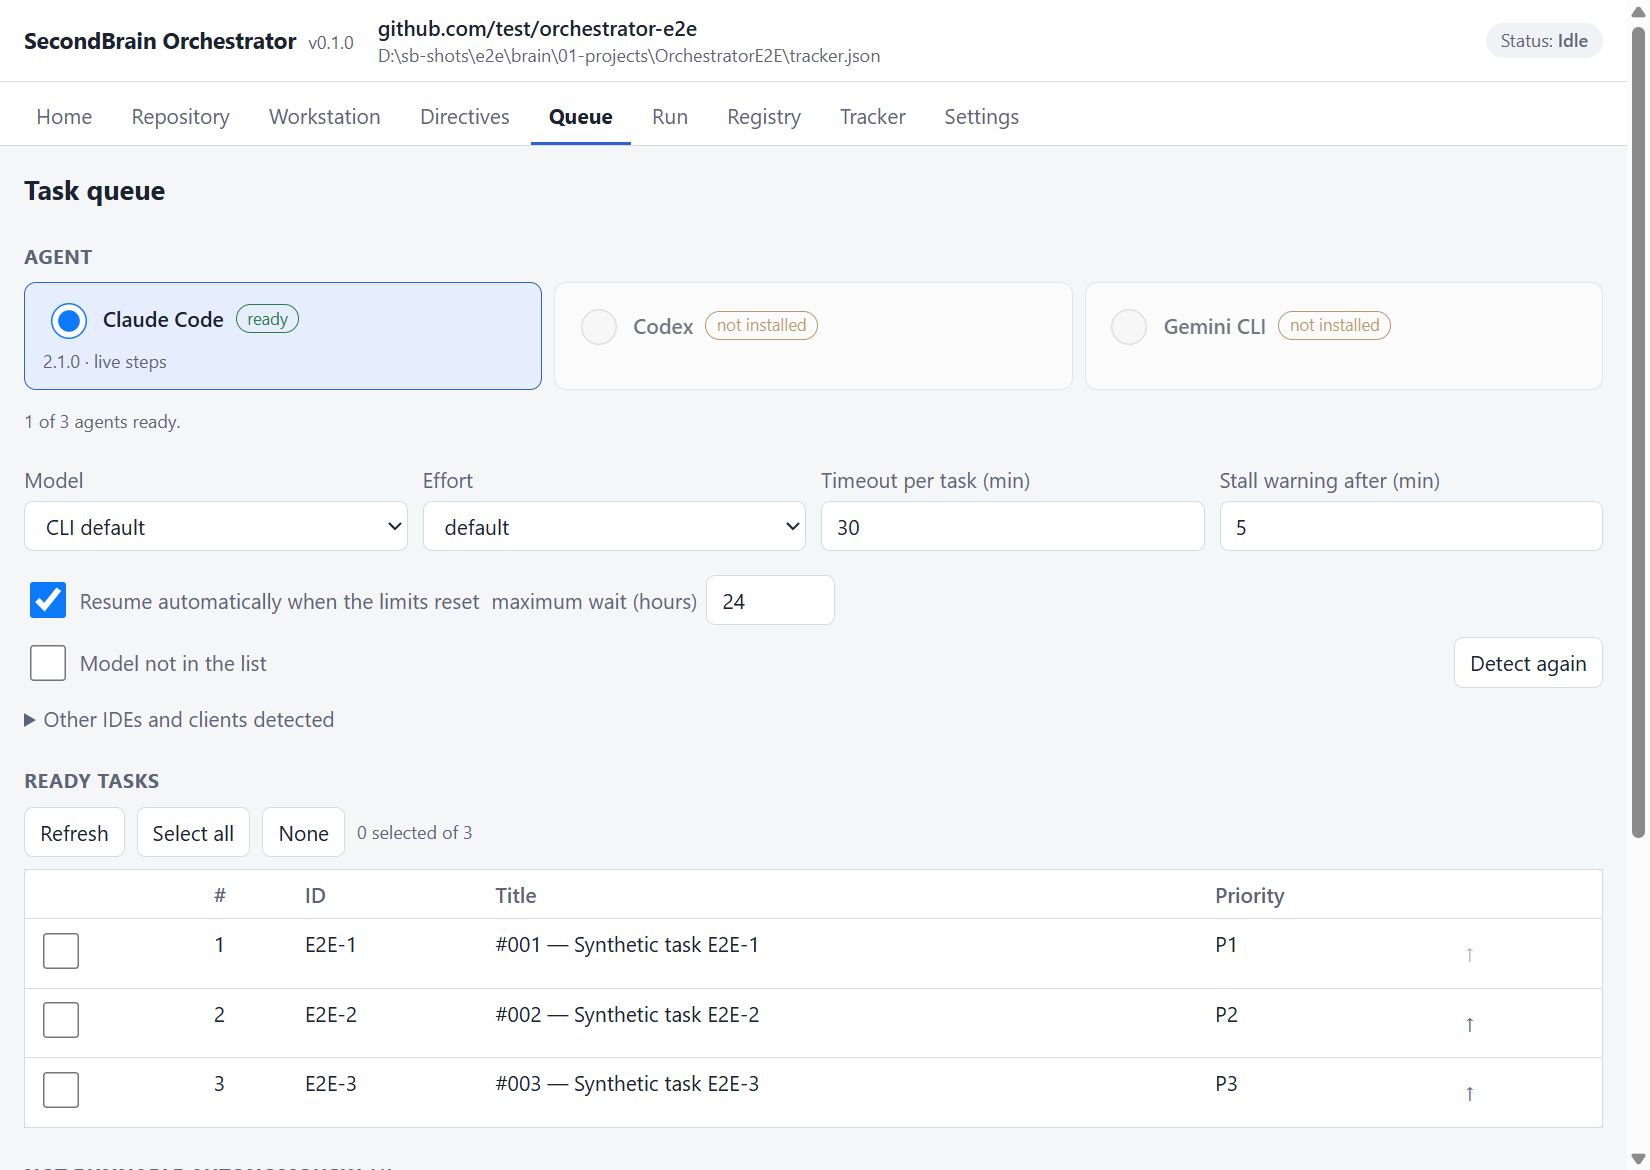 SecondBrain Orchestrator v0.1.0
github.com/test/orchestrator-e2e
D:\sb-shots\e2e\brain\01-projects\OrchestratorE2E\tracker.json
Status: Idle
Home Repository Workstation Directives Queue Run Registry Tracker Settings
Task queue
AGENT
Claude Code ready
2.1.0 · live steps
Codex not installed
Gemini CLI not installed
1 of 3 agents ready.
Model Effort Timeout per task (min) Stall warning after (min)
CLI default default 30 5
Resume automatically when the limits reset maximum wait (hours) 24
Model not in the list Detect again
▶ Other IDEs and clients detected
READY TASKS
Refresh Select all None 0 selected of 3
# ID Title Priority
1 E2E-1 #001 — Synthetic task E2E-1 P1 ↑
2 E2E-2 #002 — Synthetic task E2E-2 P2 ↑
3 E2E-3 #003 — Synthetic task E2E-3 P3 ↑